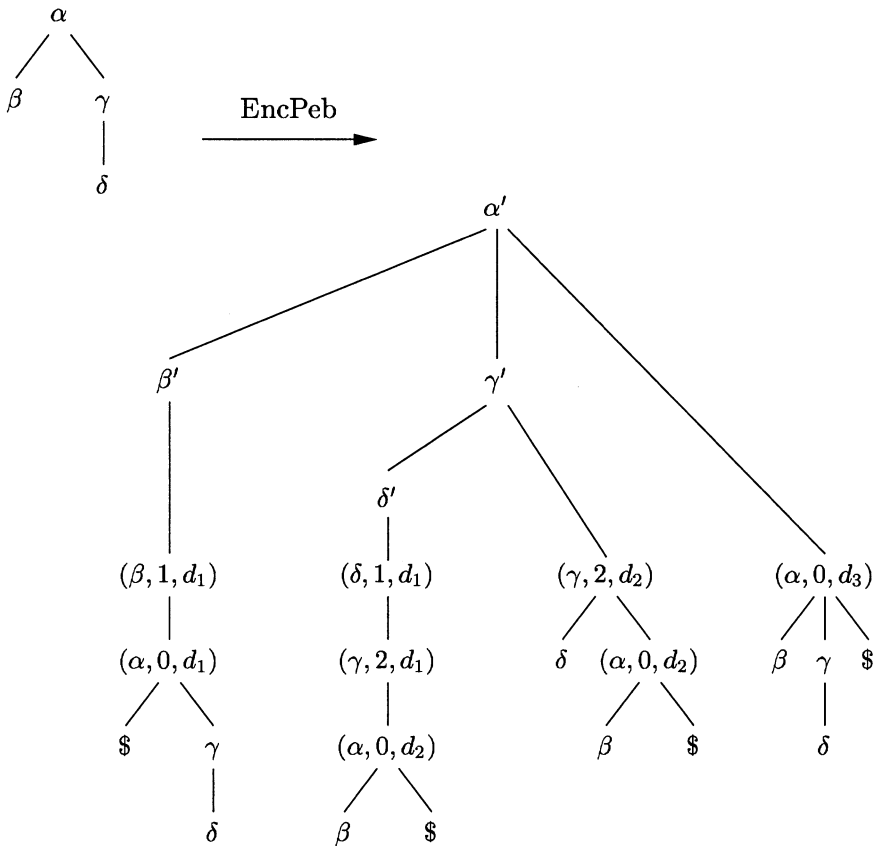 α
β γ
EncPeb
δ
α′
β′ γ′
δ′
(β, 1, d₁) (δ, 1, d₁) (γ, 2, d₂) (α, 0, d₃)
(α, 0, d₁) (γ, 2, d₁) δ (α, 0, d₂) β γ $
$ γ (α, 0, d₂) β $ δ
δ β $